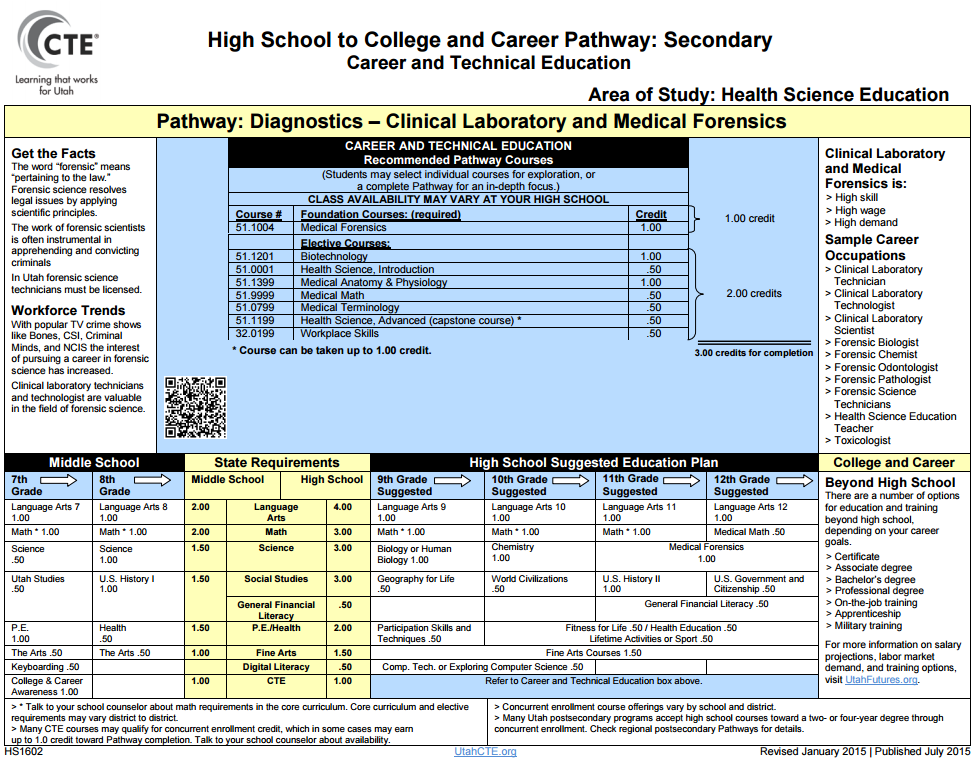 CTE®
Learning that works
for Utah
High School to College and Career Pathway: Secondary
Career and Technical Education
Area of Study: Health Science Education
Pathway: Diagnostics – Clinical Laboratory and Medical Forensics
Get the Facts
The word “forensic” means
“pertaining to the law.”
Forensic science resolves
legal issues by applying
scientific principles.
The work of forensic scientists
is often instrumental in
apprehending and convicting
criminals
In Utah forensic science
technicians must be licensed.
Workforce Trends
With popular TV crime shows
like Bones, CSI, Criminal
Minds, and NCIS the interest
of pursuing a career in forensic
science has increased.
Clinical laboratory technicians
and technologist are valuable
in the field of forensic science.
CAREER AND TECHNICAL EDUCATION
Recommended Pathway Courses
(Students may select individual courses for exploration, or
a complete Pathway for an in-depth focus.)
CLASS AVAILABILITY MAY VARY AT YOUR HIGH SCHOOL
Course # Foundation Courses: (required) Credit
51.1004 Medical Forensics 1.00
1.00 credit
Elective Courses:
51.1201 Biotechnology 1.00
51.0001 Health Science, Introduction .50
51.1399 Medical Anatomy & Physiology 1.00
51.9999 Medical Math .50
51.0799 Medical Terminology .50
51.1199 Health Science, Advanced (capstone course) * .50
32.0199 Workplace Skills .50
2.00 credits
* Course can be taken up to 1.00 credit.
3.00 credits for completion
Clinical Laboratory
and Medical
Forensics is:
> High skill
> High wage
> High demand
Sample Career
Occupations
> Clinical Laboratory
Technician
> Clinical Laboratory
Technologist
> Clinical Laboratory
Scientist
> Forensic Biologist
> Forensic Chemist
> Forensic Odontologist
> Forensic Pathologist
> Forensic Science
Technicians
> Health Science Education
Teacher
> Toxicologist
Middle School State Requirements High School Suggested Education Plan College and Career
7th
Grade
8th
Grade
Middle School High School
9th Grade
Suggested
10th Grade
Suggested
11th Grade
Suggested
12th Grade
Suggested
Language Arts 7
1.00
Language Arts 8
1.00
2.00 Language
Arts
4.00
Language Arts 9
1.00
Language Arts 10
1.00
Language Arts 11
1.00
Language Arts 12
1.00
Math * 1.00 Math * 1.00 2.00 Math 3.00 Math * 1.00 Math * 1.00 Math * 1.00 Medical Math .50
Science
.50
Science
1.00
1.50 Science 3.00
Biology or Human
Biology 1.00
Chemistry
1.00
Medical Forensics
1.00
Utah Studies
.50
U.S. History I
1.00
1.50 Social Studies 3.00
Geography for Life
.50
World Civilizations
.50
U.S. History II
1.00
U.S. Government and
Citizenship .50
General Financial
Literacy
.50
General Financial Literacy .50
P.E.
1.00
Health
.50
1.50 P.E./Health 2.00
Participation Skills and
Techniques .50
Fitness for Life .50 / Health Education .50
Lifetime Activities or Sport .50
The Arts .50 The Arts .50 1.00 Fine Arts 1.50 Fine Arts Courses 1.50
Keyboarding .50 Digital Literacy .50 Comp. Tech. or Exploring Computer Science .50
College & Career
Awareness 1.00
1.00 CTE 1.00 Refer to Career and Technical Education box above.
Beyond High School
There are a number of options
for education and training
beyond high school,
depending on your career
goals.
> Certificate
> Associate degree
> Bachelor’s degree
> Professional degree
> On-the-job training
> Apprenticeship
> Military training
For more information on salary
projections, labor market
demand, and training options,
visit UtahFutures.org.
> * Talk to your school counselor about math requirements in the core curriculum. Core curriculum and elective
requirements may vary district to district.
> Many CTE courses may qualify for concurrent enrollment credit, which in some cases may earn
up to 1.0 credit toward Pathway completion. Talk to your school counselor about availability.
> Concurrent enrollment course offerings vary by school and district.
> Many Utah postsecondary programs accept high school courses toward a two- or four-year degree through
concurrent enrollment. Check regional postsecondary Pathways for details.
HS1602 UtahCTE.org Revised January 2015 | Published July 2015